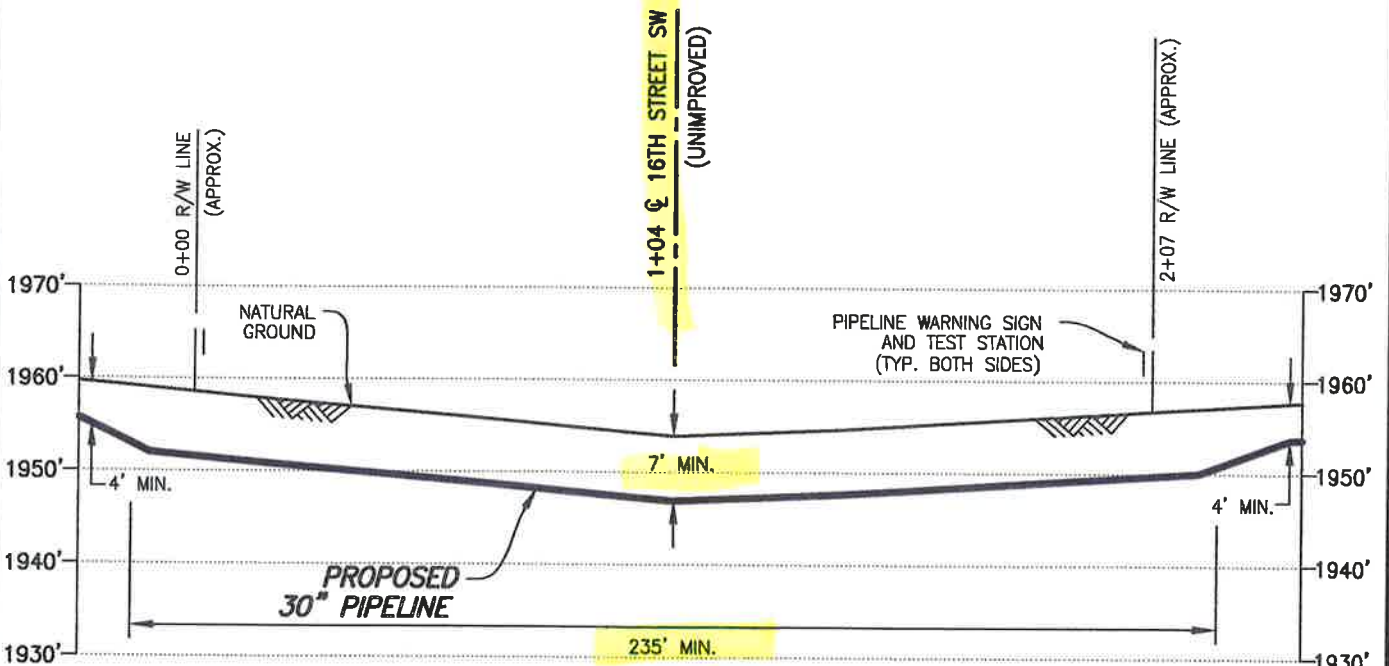 1+04 ℄ 16TH STREET SW
(UNIMPROVED)
0+00 R/W LINE
(APPROX.)
2+07 R/W LINE (APPROX.)
1970'
1970'
NATURAL
GROUND
PIPELINE WARNING SIGN
AND TEST STATION
(TYP. BOTH SIDES)
1960'
1960'
7' MIN.
1950'
1950'
4' MIN.
4' MIN.
1940'
1940'
PROPOSED
30" PIPELINE
235' MIN.
1930'
1930'